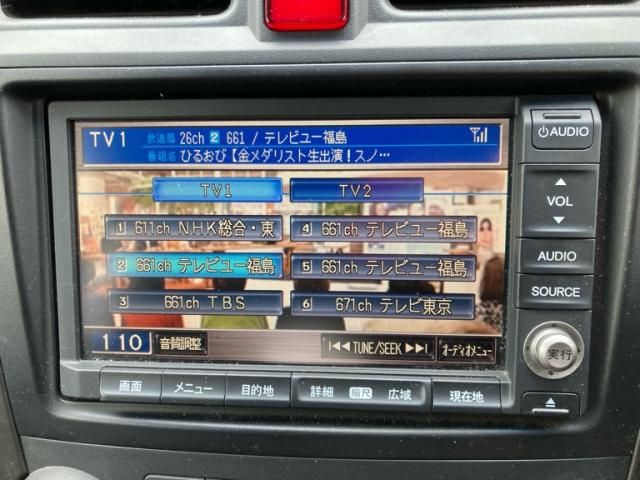 TV1 放送局 26ch 2 661 / テレビュー福島
番組名 ひるおび【金メダリスト生出演！スノ…
TV1 TV2
1 611ch NHK総合・東
4 661ch テレビュー福島
2 661ch テレビュー福島
5 661ch テレビュー福島
3 661ch TBS
6 671ch テレビ東京
1:10 音質調整 I◀◀ TUNE/SEEK ▶▶I オーディオメニュー
画面 メニュー 目的地 詳細 縮尺 広域 現在地
AUDIO
VOL
AUDIO
SOURCE
実行